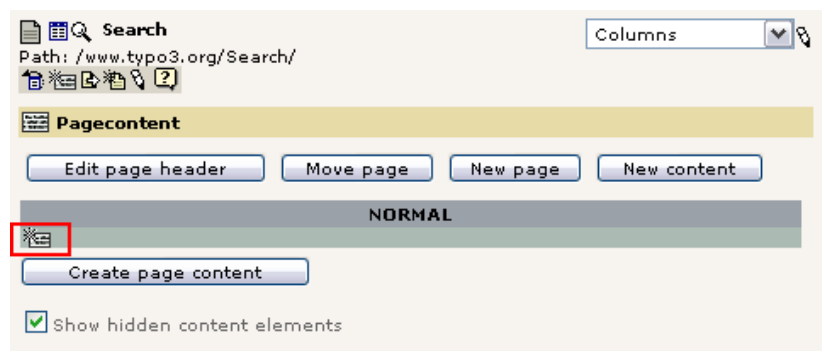 Search
Columns
Path: /www.typo3.org/Search/
?
Pagecontent
Edit page header Move page New page New content
NORMAL
Create page content
Show hidden content elements